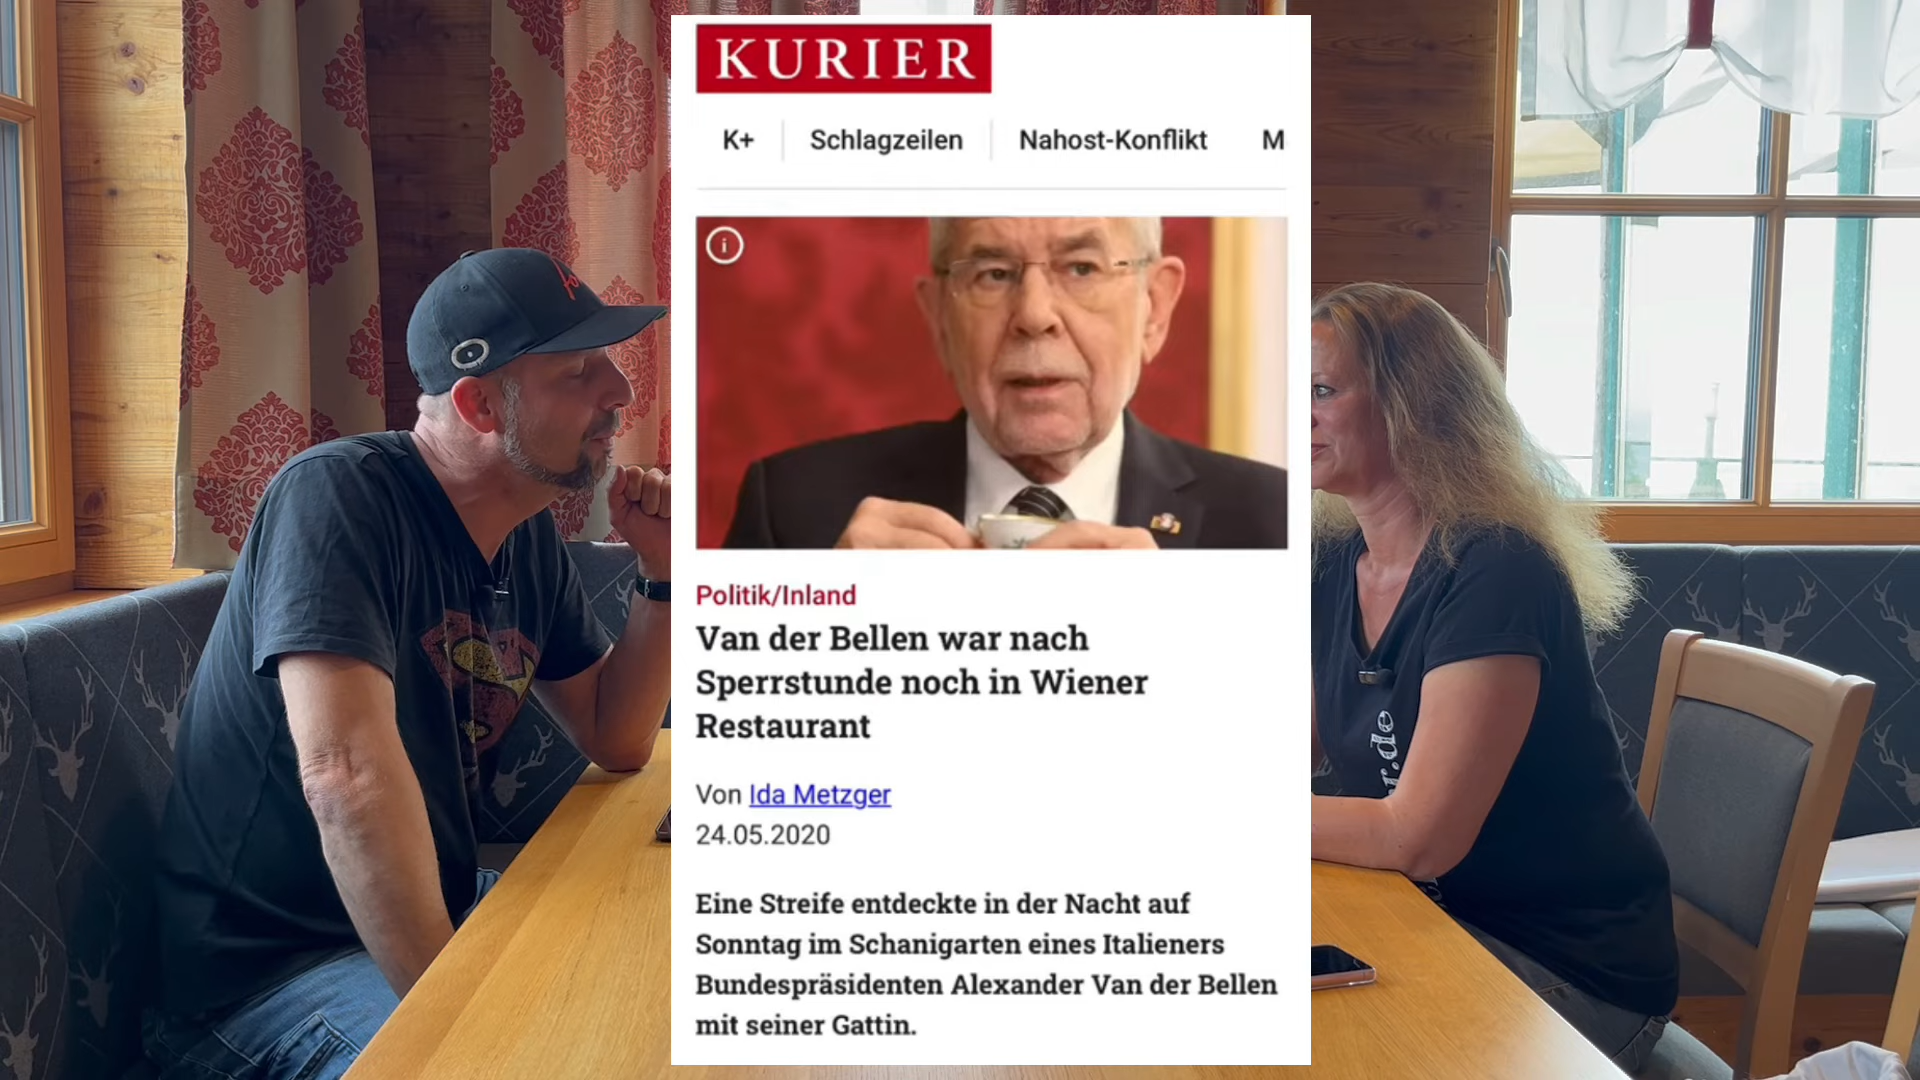 KURIER
K+ Schlagzeilen Nahost-Konflikt M
Politik/Inland
Van der Bellen war nach
Sperrstunde noch in Wiener
Restaurant
Von Ida Metzger
24.05.2020
Eine Streife entdeckte in der Nacht auf
Sonntag im Schanigarten eines Italieners
Bundespräsidenten Alexander Van der Bellen
mit seiner Gattin.
r.de